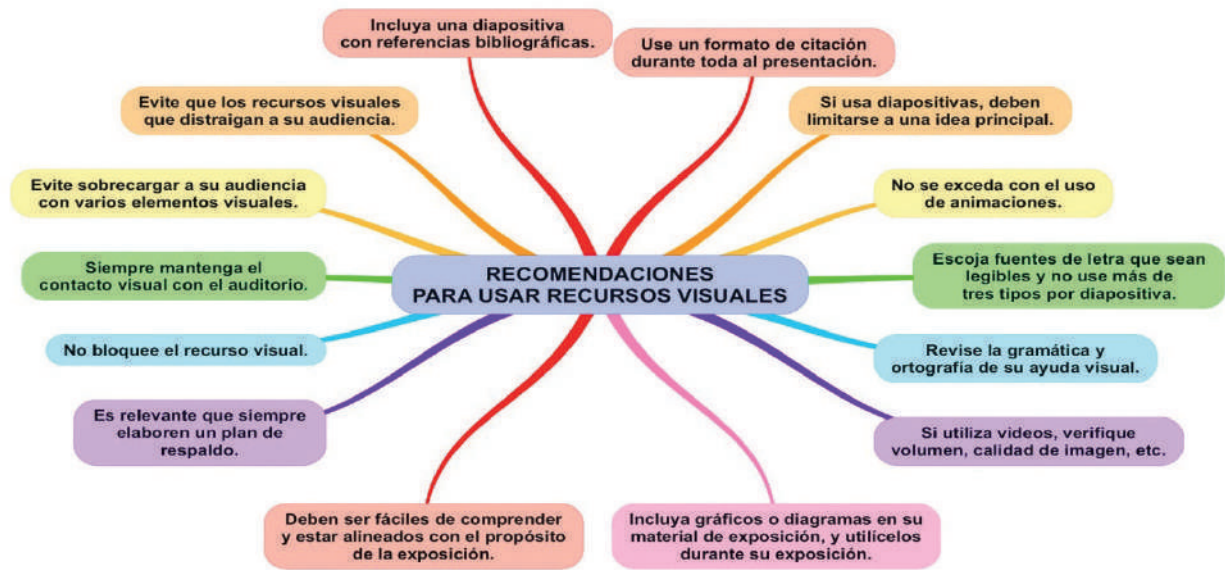 Incluya una diapositiva
con referencias bibliográficas.
Use un formato de citación
durante toda al presentación.
Evite que los recursos visuales
que distraigan a su audiencia.
Si usa diapositivas, deben
limitarse a una idea principal.
Evite sobrecargar a su audiencia
con varios elementos visuales.
No se exceda con el uso
de animaciones.
Siempre mantenga el
contacto visual con el auditorio.
RECOMENDACIONES
PARA USAR RECURSOS VISUALES
Escoja fuentes de letra que sean
legibles y no use más de
tres tipos por diapositiva.
No bloquee el recurso visual.
Revise la gramática y
ortografía de su ayuda visual.
Es relevante que siempre
elaboren un plan de
respaldo.
Si utiliza videos, verifique
volumen, calidad de imagen, etc.
Deben ser fáciles de comprender
y estar alineados con el propósito
de la exposición.
Incluya gráficos o diagramas en su
material de exposición, y utilícelos
durante su exposición.